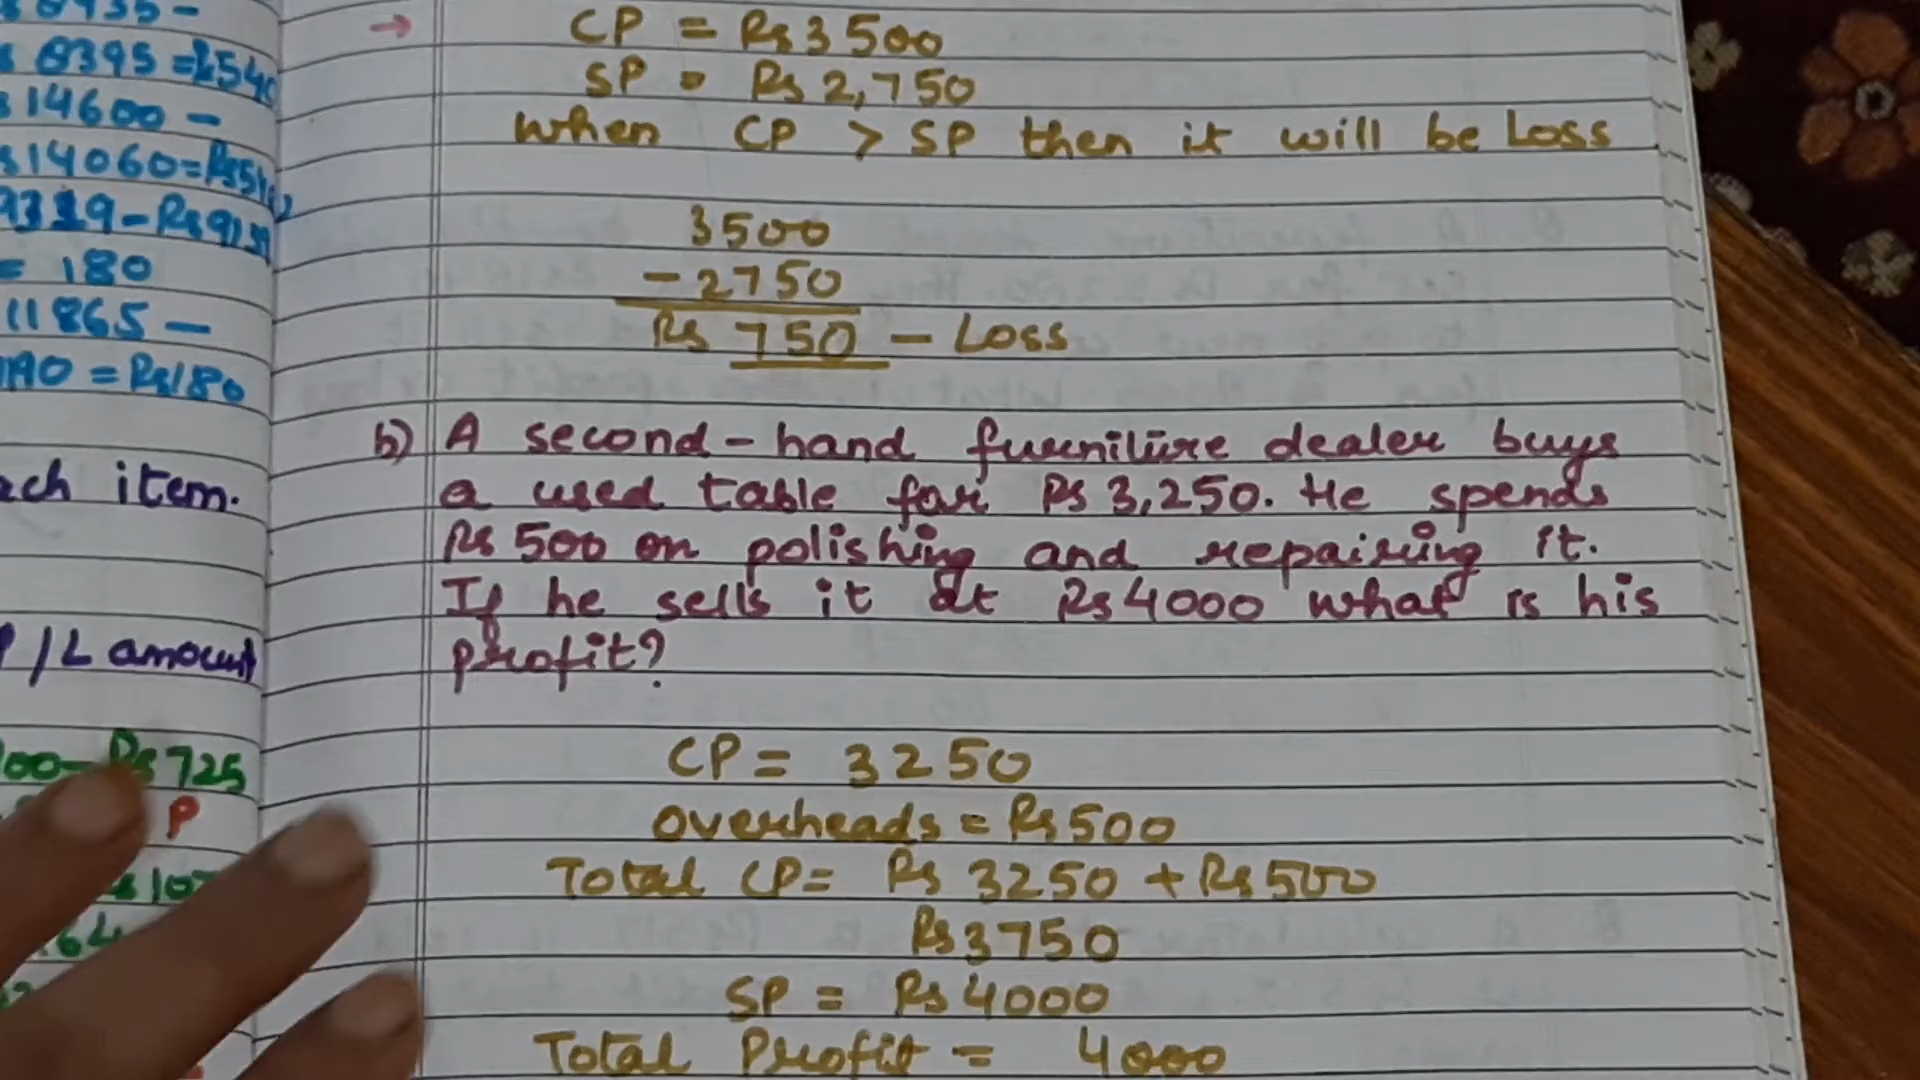 8395 =
14600 -
14060 = Rs
9319 - Rs
= 180
11865 -
= Rs 180
item.
P/L amount
Rs 725
P
→ CP = Rs 3500
SP = Rs 2,750
when CP > SP then it will be Loss
3500
- 2750
Rs 750 - Loss
b) A second-hand furniture dealer buys
a used table for Rs 3,250. He spends
Rs 500 on polishing and repairing it.
If he sells it at Rs 4000 what is his
profit?
CP = 3250
overheads = Rs 500
Total CP = Rs 3250 + Rs 500
Rs 3750
SP = Rs 4000
Total Profit = 4000